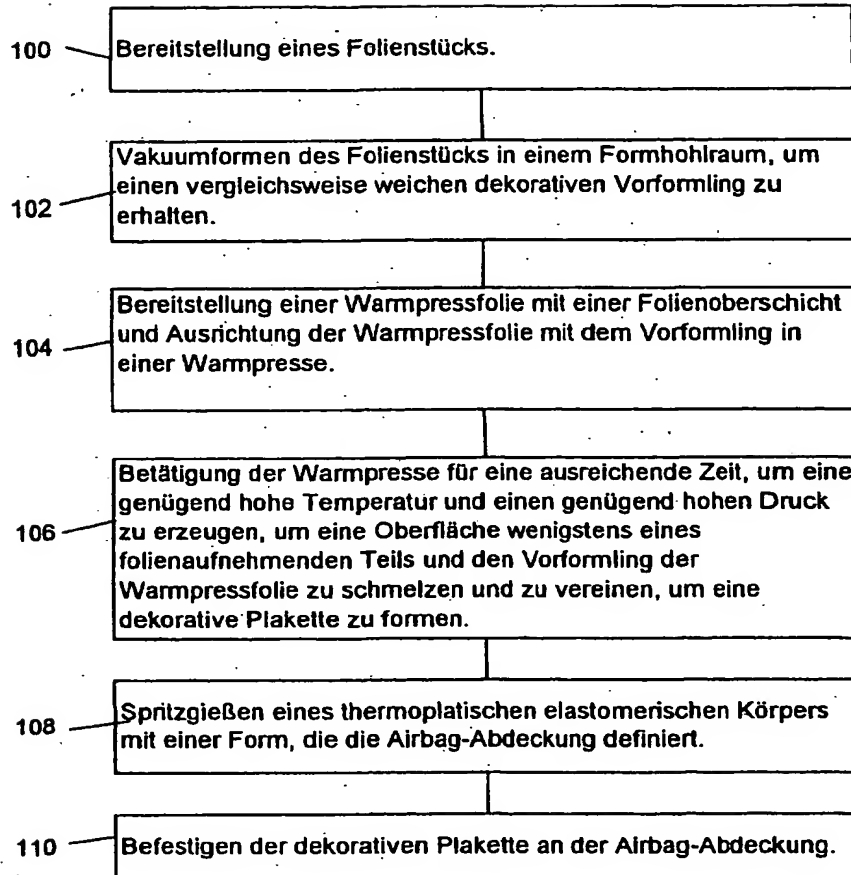 100 Bereitstellung eines Folienstücks.
Vakuumformen des Folienstücks in einem Formhohlraum, um
einen vergleichsweise weichen dekorativen Vorformling zu
102 erhalten.
Bereitstellung einer Warmpressfolie mit einer Folienoberschicht
und Ausrichtung der Warmpressfolie mit dem Vorformling in
104 einer Warmpresse.
Betätigung der Warmpresse für eine ausreichende Zeit, um eine
genügend hohe Temperatur und einen genügend hohen Druck
106 zu erzeugen, um eine Oberfläche wenigstens eines
folienaufnehmenden Teils und den Vorformling der
Warmpressfolie zu schmelzen und zu vereinen, um eine
dekorative Plakette zu formen.
108 Spritzgießen eines thermoplatischen elastomerischen Körpers
mit einer Form, die die Airbag-Abdeckung definiert.
110 Befestigen der dekorativen Plakette an der Airbag-Abdeckung.